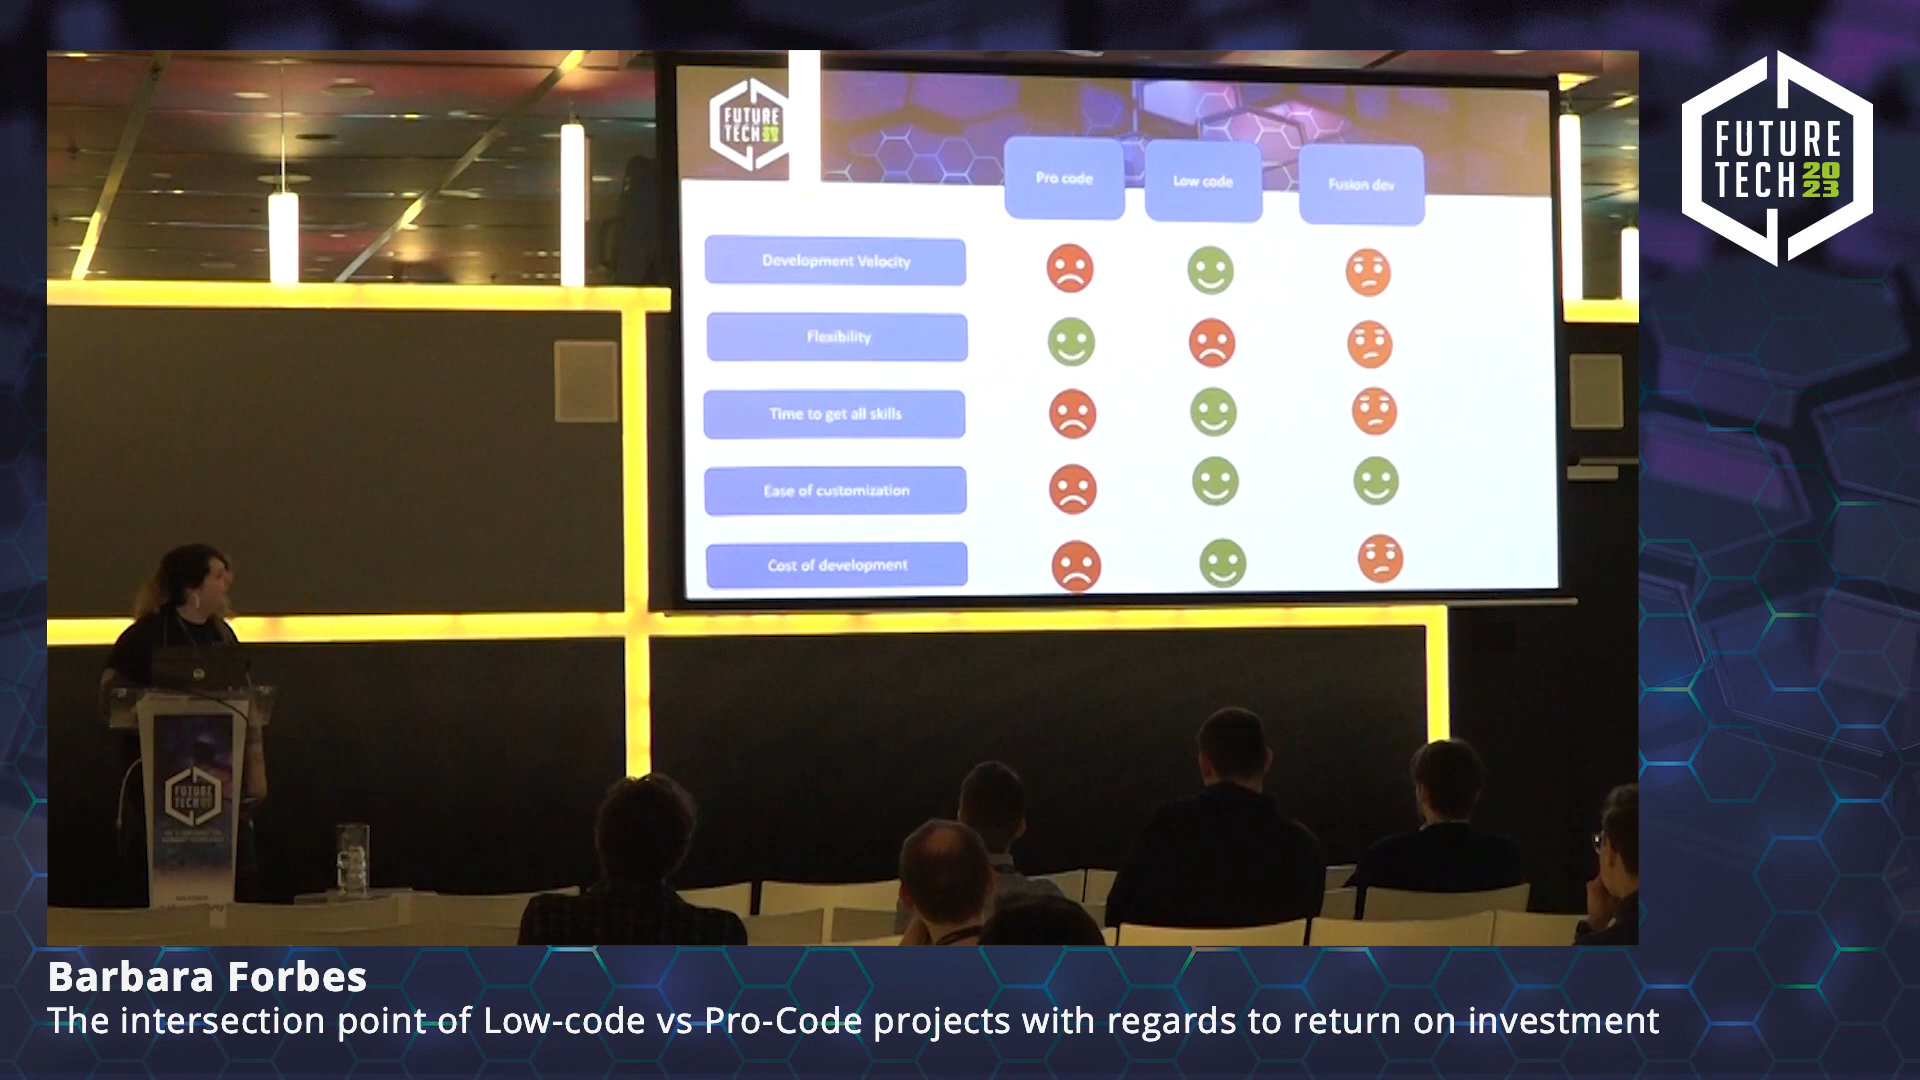 FUTURE
TECH 2023
FUTURE
TECH
Pro code
Low code
Fusion dev
Development Velocity
Flexibility
Time to get all skills
Ease of customization
Cost of development
FUTURE
TECH
Barbara Forbes
The intersection point of Low-code vs Pro-Code projects with regards to return on investment